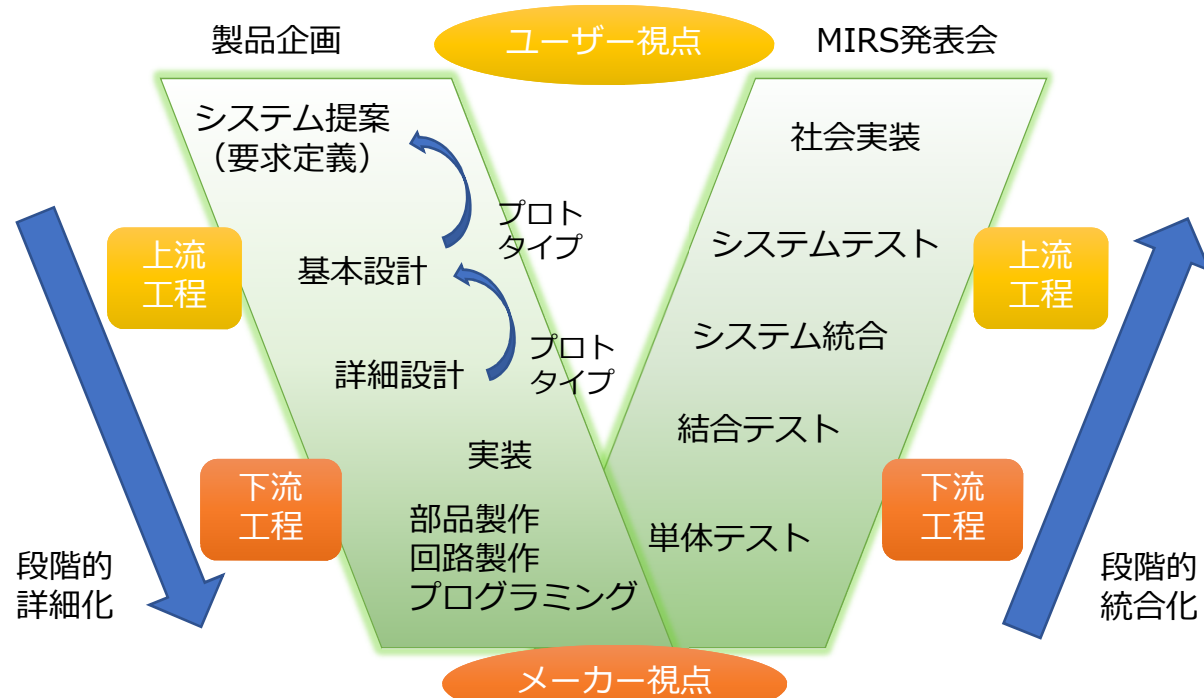 製品企画
ユーザー視点
MIRS発表会
システム提案
（要求定義）
プロト
タイプ
基本設計
プロト
タイプ
詳細設計
実装
部品製作
回路製作
プログラミング
上流
工程
下流
工程
段階的
詳細化
社会実装
システムテスト
システム統合
結合テスト
単体テスト
上流
工程
下流
工程
段階的
統合化
メーカー視点